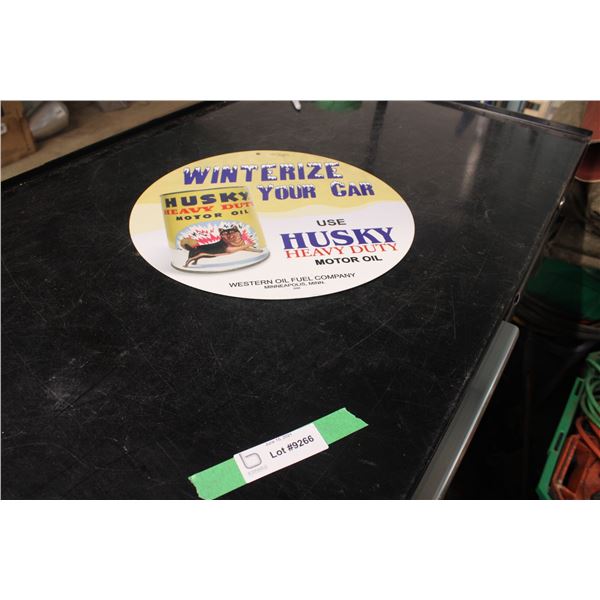 WINTERIZE
YOUR CAR
HUSKY
HEAVY DUTY
MOTOR OIL
USE
HUSKY
HEAVY DUTY
MOTOR OIL
WESTERN OIL FUEL COMPANY
MINNEAPOLIS, MINN.
Lot #9266